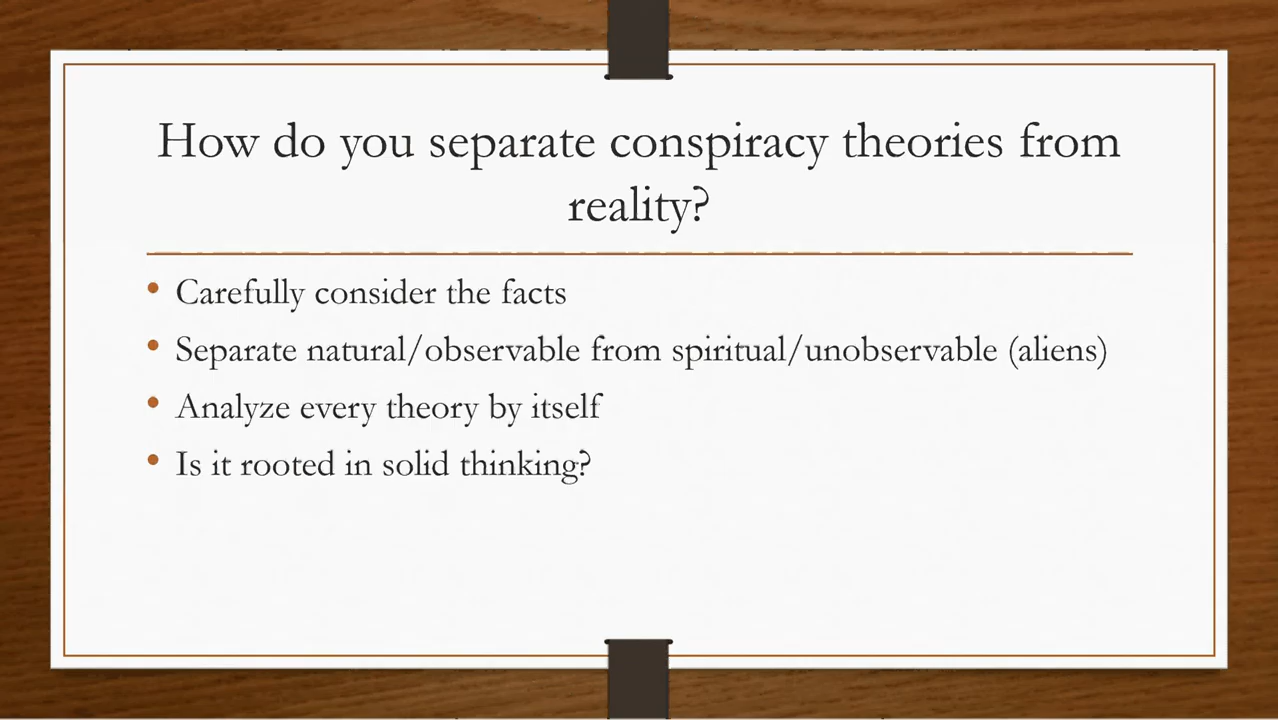 How do you separate conspiracy theories from
reality?
• Carefully consider the facts
• Separate natural/observable from spiritual/unobservable (aliens)
• Analyze every theory by itself
• Is it rooted in solid thinking?